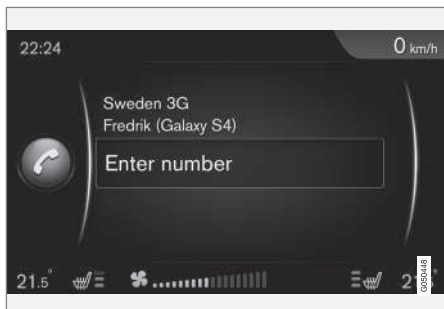 22:24
0 km/h
Sweden 3G
Fredrik (Galaxy S4)
Enter number
21.5°
G050448